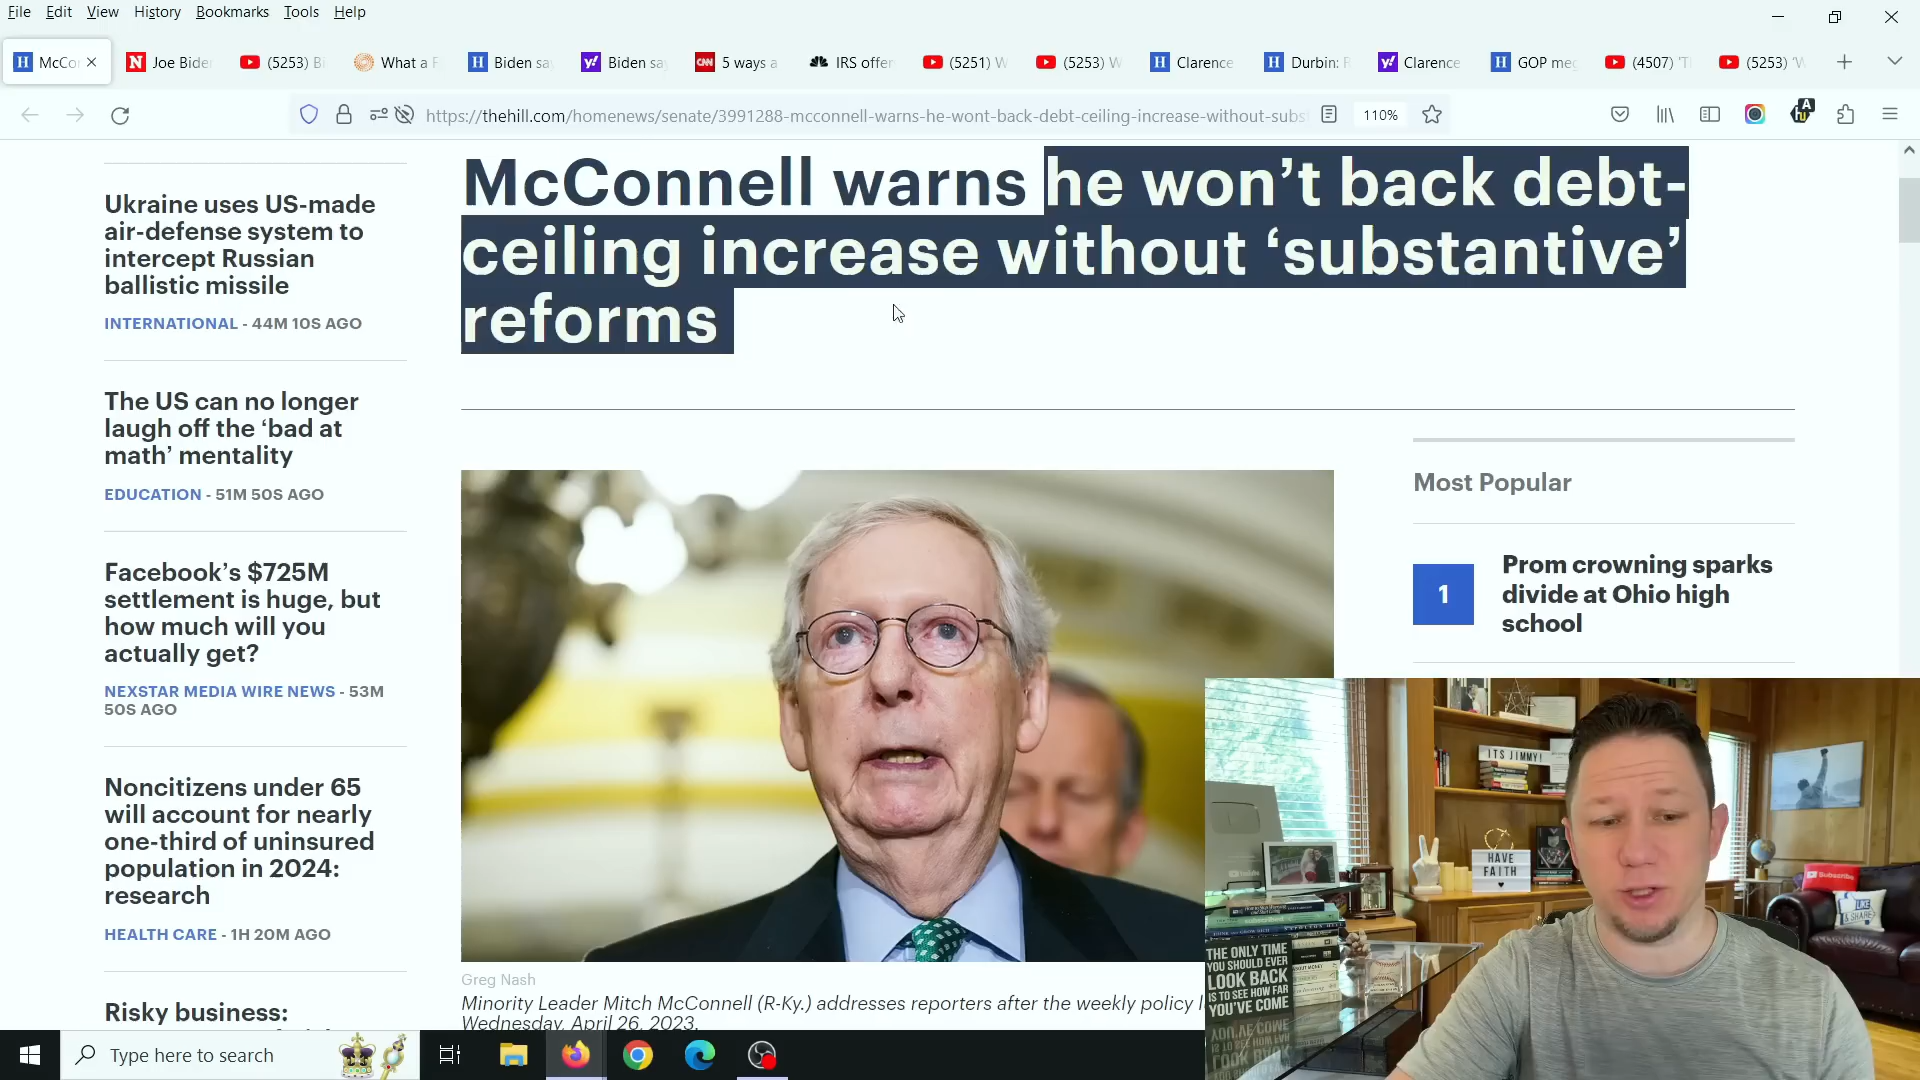 File Edit View History Bookmarks Tools Help
McCo
Joe Bide
(5253) Bi
What a F
Biden sa
Biden sa
5 ways a
IRS offer
(5251) W
(5253) W
Clarence
Durbin: R
Clarence
GOP meg
(4507) 'T
(5253) 'W
https://thehill.com/homenews/senate/3991288-mcconnell-warns-he-wont-back-debt-ceiling-increase-without-subs
110%
McConnell warns he won’t back debt-
ceiling increase without ‘substantive’
reforms
Ukraine uses US-made
air-defense system to
intercept Russian
ballistic missile
INTERNATIONAL - 44M 10S AGO
The US can no longer
laugh off the ‘bad at
math’ mentality
EDUCATION - 51M 50S AGO
Facebook’s $725M
settlement is huge, but
how much will you
actually get?
NEXSTAR MEDIA WIRE NEWS - 53M
50S AGO
Noncitizens under 65
will account for nearly
one-third of uninsured
population in 2024:
research
HEALTH CARE - 1H 20M AGO
Risky business:
Most Popular
1
Prom crowning sparks
divide at Ohio high
school
Greg Nash
Minority Leader Mitch McConnell (R-Ky.) addresses reporters after the weekly policy l
Wednesday, April 26, 2023.
ITS JIMMY!
HAVE
FAITH
Subscribe
LIKE
& SHARE
THE ONLY TIME
YOU SHOULD EVER
LOOK BACK
IS TO SEE HOW FAR
YOU'VE COME
Type here to search